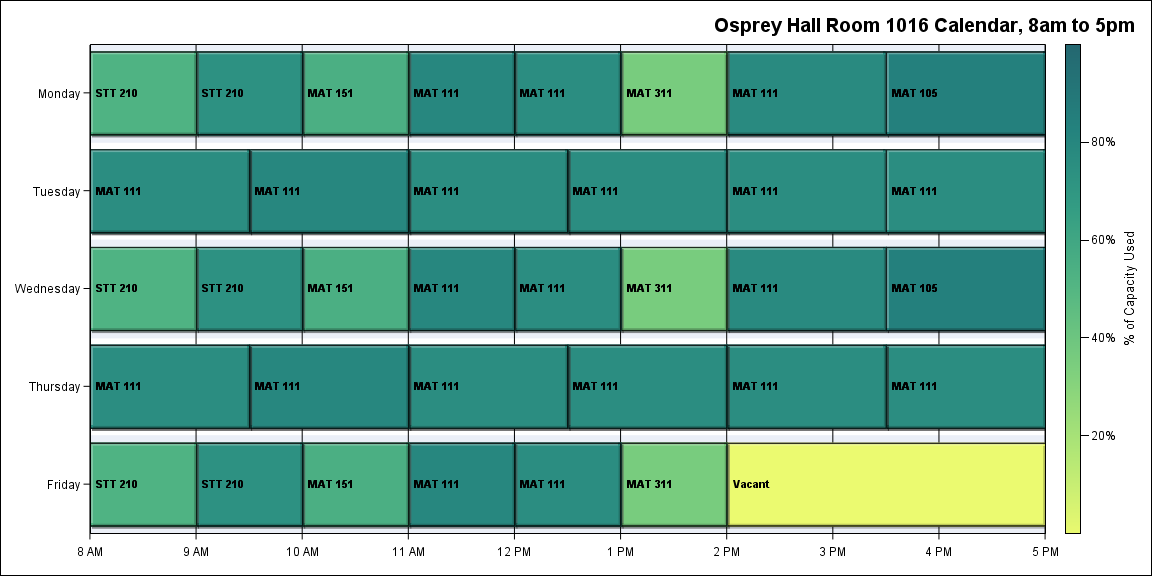 Osprey Hall Room 1016 Calendar, 8am to 5pm
Monday STT 210 STT 210 MAT 151 MAT 111 MAT 111 MAT 311 MAT 111 MAT 105
80%
Tuesday MAT 111 MAT 111 MAT 111 MAT 111 MAT 111 MAT 111
60%
Wednesday STT 210 STT 210 MAT 151 MAT 111 MAT 111 MAT 311 MAT 111 MAT 105
% of Capacity Used
40%
Thursday MAT 111 MAT 111 MAT 111 MAT 111 MAT 111 MAT 111
20%
Friday STT 210 STT 210 MAT 151 MAT 111 MAT 111 MAT 311 Vacant
8 AM 9 AM 10 AM 11 AM 12 PM 1 PM 2 PM 3 PM 4 PM 5 PM